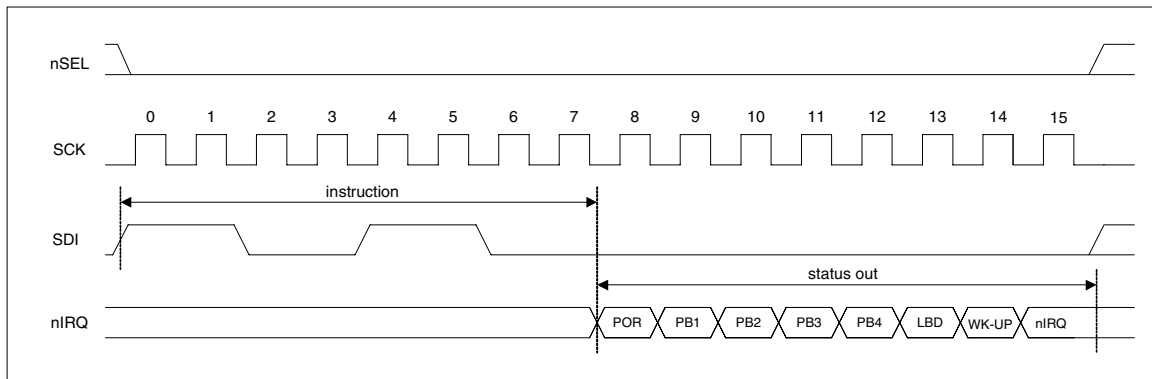 nSEL
0 1 2 3 4 5 6 7 8 9 10 11 12 13 14 15
SCK
instruction
SDI
status out
nIRQ POR PB1 PB2 PB3 PB4 LBD WK-UP nIRQ